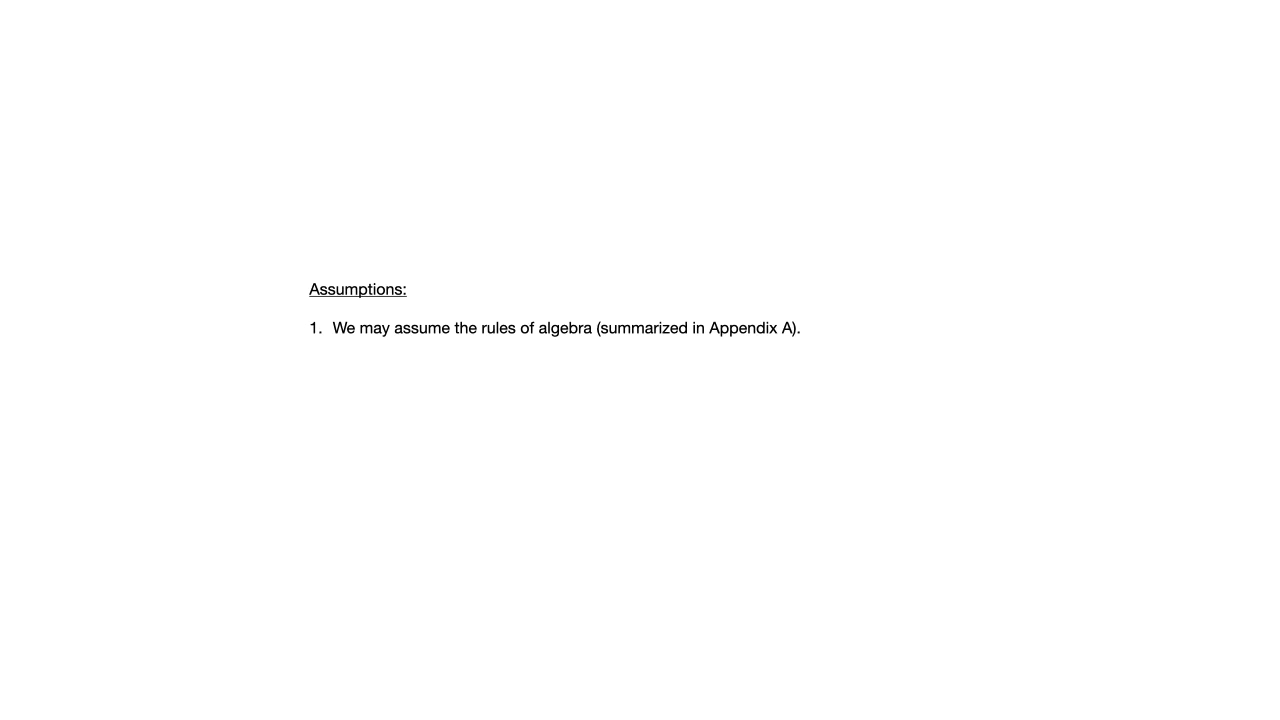 Assumptions:
1. We may assume the rules of algebra (summarized in Appendix A).